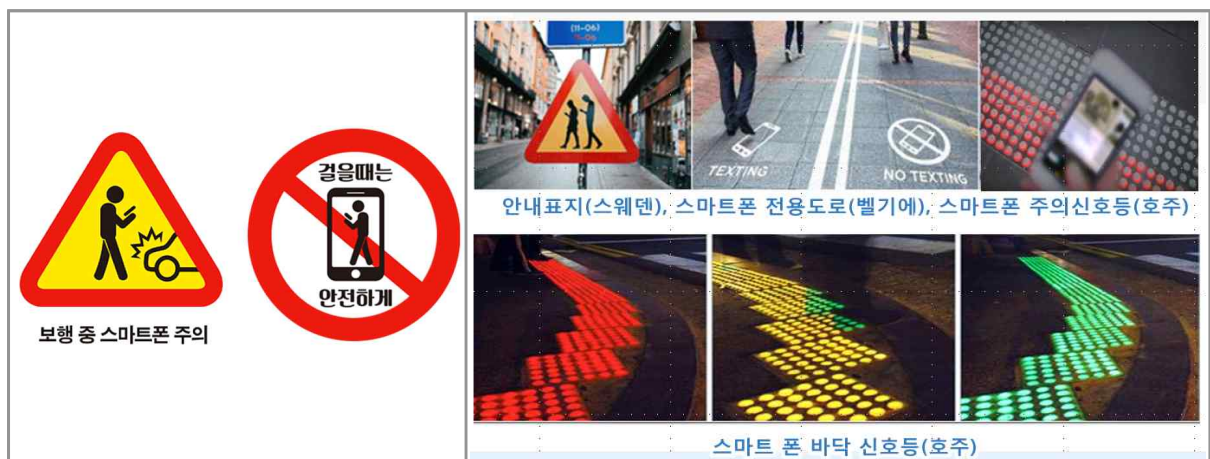 보행 중 스마트폰 주의
걸을때는
안전하게
(11-06)
11-06
TEXTING
NO TEXTING
안내표지(스웨덴), 스마트폰 전용도로(벨기에), 스마트폰 주의신호등(호주)
스마트 폰 바닥 신호등(호주)